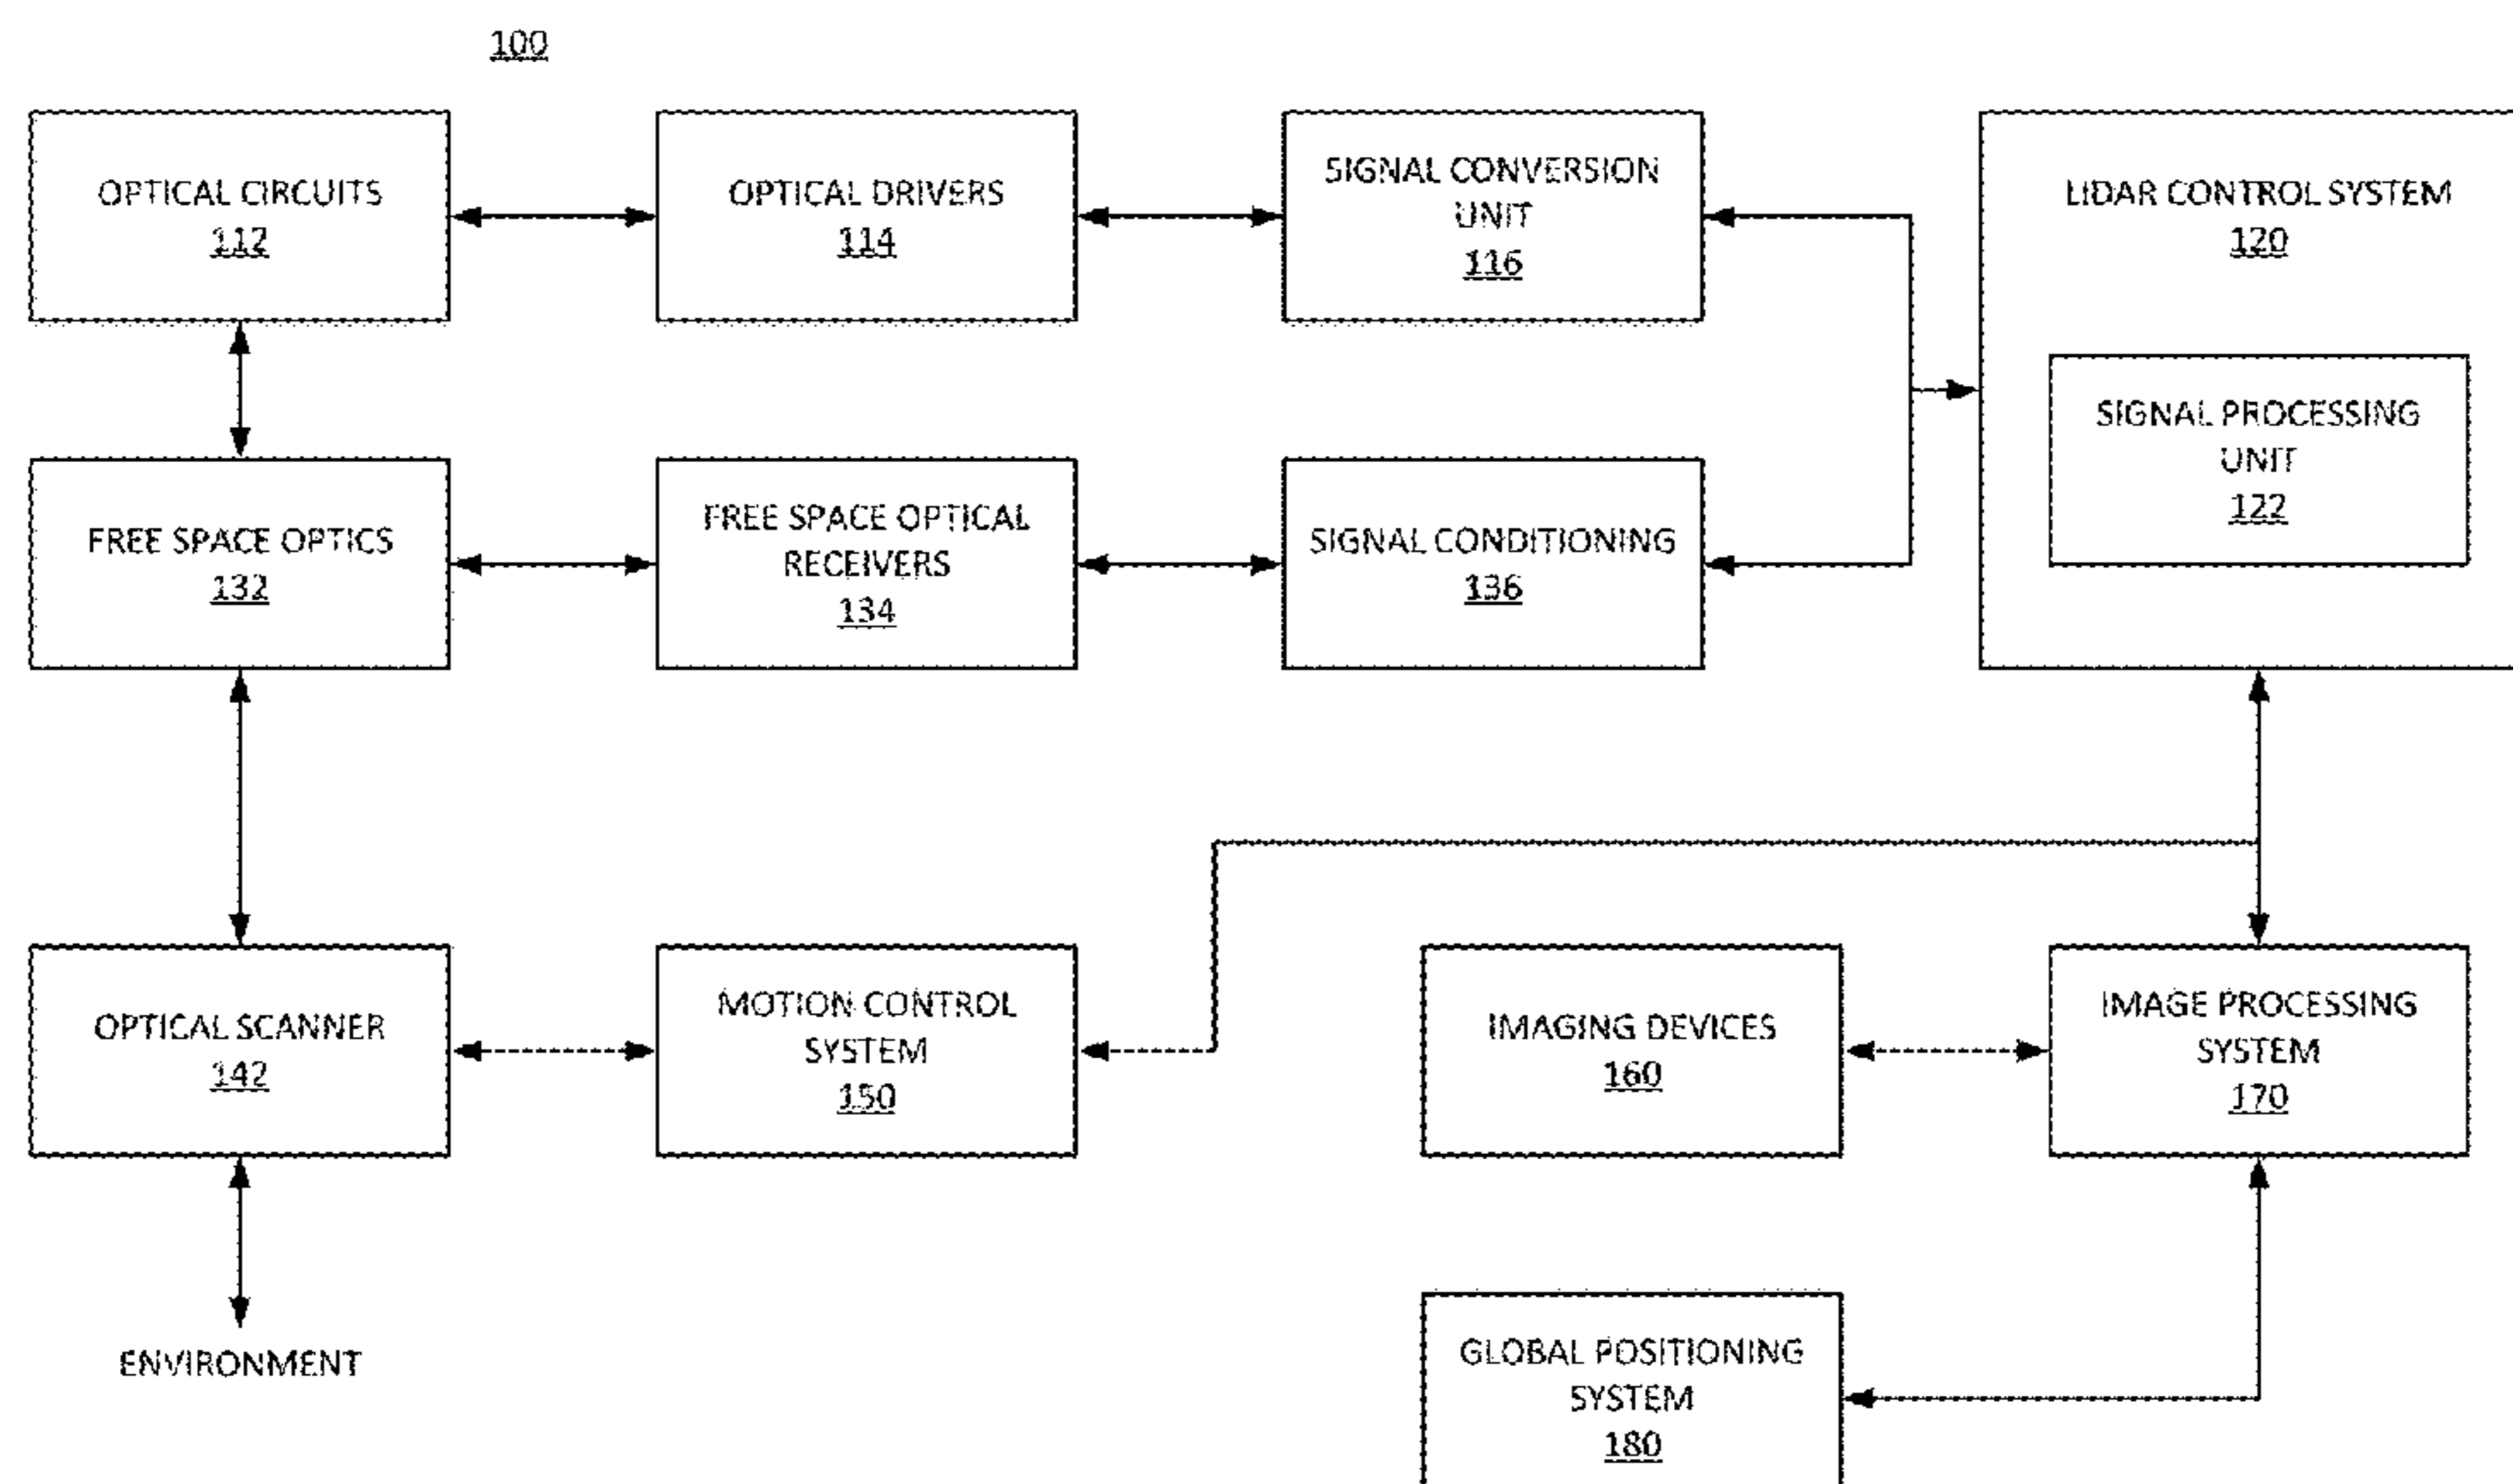 100
OPTICAL CIRCUITS
112
OPTICAL DRIVERS
114
SIGNAL CONVERSION
UNIT
116
LIDAR CONTROL SYSTEM
120
SIGNAL PROCESSING
UNIT
122
FREE SPACE OPTICS
132
FREE SPACE OPTICAL
RECEIVERS
134
SIGNAL CONDITIONING
136
OPTICAL SCANNER
142
MOTION CONTROL
SYSTEM
150
IMAGING DEVICES
160
IMAGE PROCESSING
SYSTEM
170
ENVIRONMENT
GLOBAL POSITIONING
SYSTEM
180